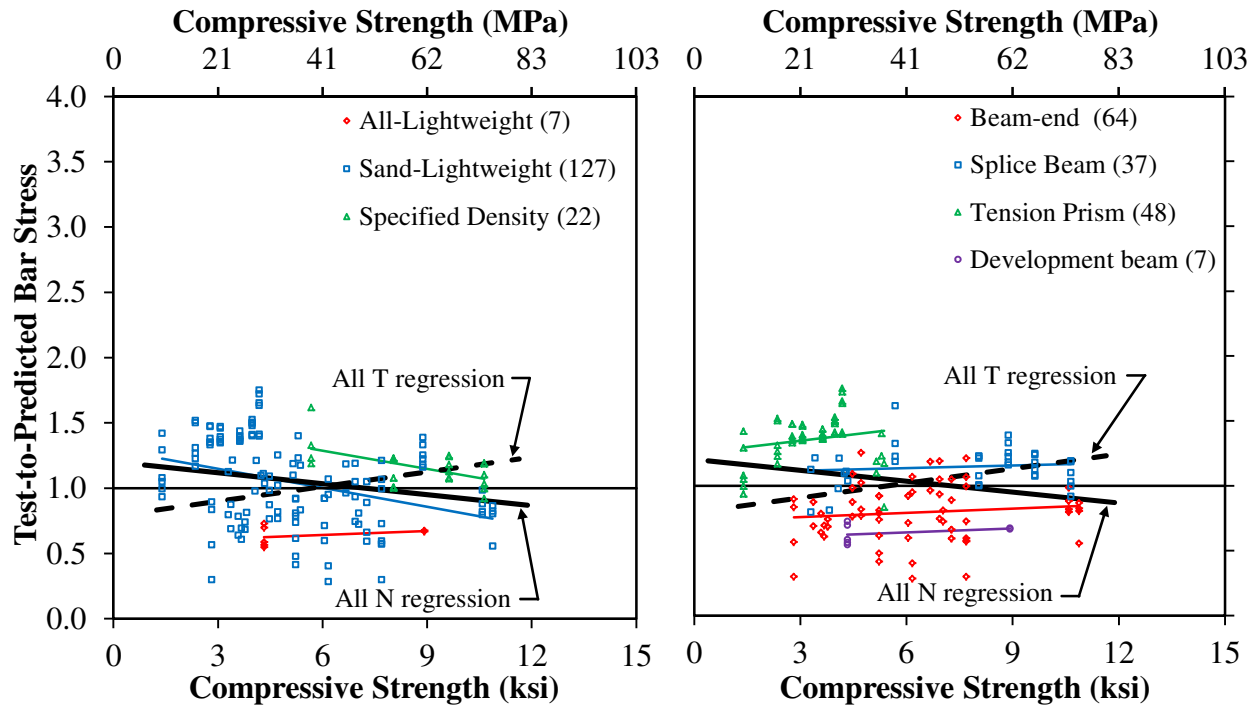 Compressive Strength (MPa)
0 21 41 62 83 103
4.0
3.5
3.0
2.5
2.0
1.5
1.0
0.5
0.0
Test-to-Predicted Bar Stress
All-Lightweight (7)
Sand-Lightweight (127)
Specified Density (22)
All T regression
All N regression
0 3 6 9 12 15
Compressive Strength (ksi)
Compressive Strength (MPa)
0 21 41 62 83 103
Beam-end (64)
Splice Beam (37)
Tension Prism (48)
Development beam (7)
All T regression
All N regression
0 3 6 9 12 15
Compressive Strength (ksi)